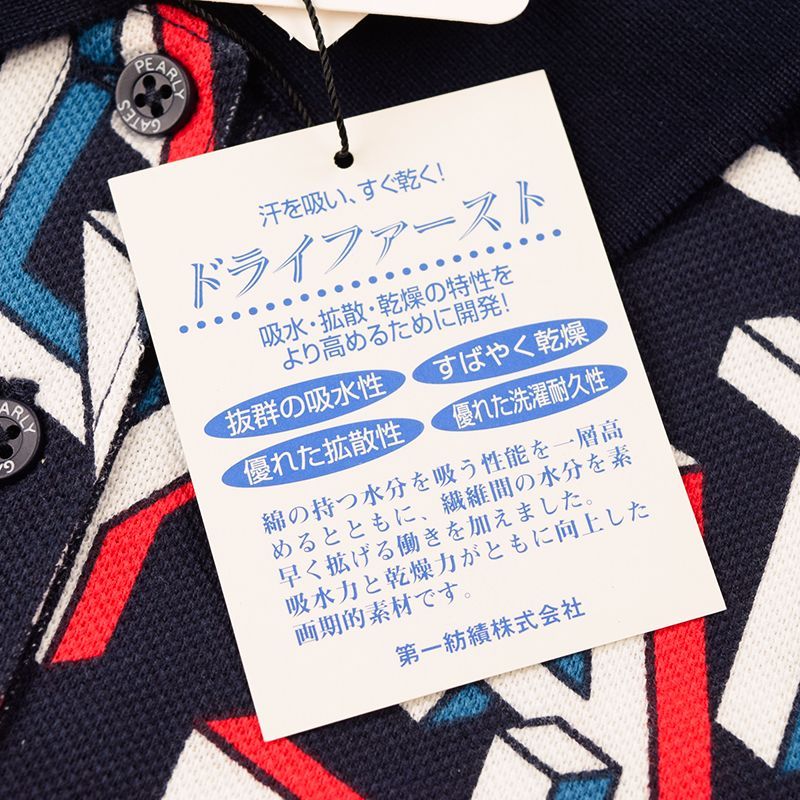 PEARLY GATES
汗を吸い、すぐ乾く!
ドライファースト
吸水・拡散・乾燥の特性を
より高めるために開発!
抜群の吸水性
すばやく乾燥
優れた拡散性
優れた洗濯耐久性
綿の持つ水分を吸う性能を一層高
めるとともに、繊維間の水分を素
早く拡げる働きを加えました。
吸水力と乾燥力がともに向上した
画期的素材です。
第一紡績株式会社
PEARLY
GA